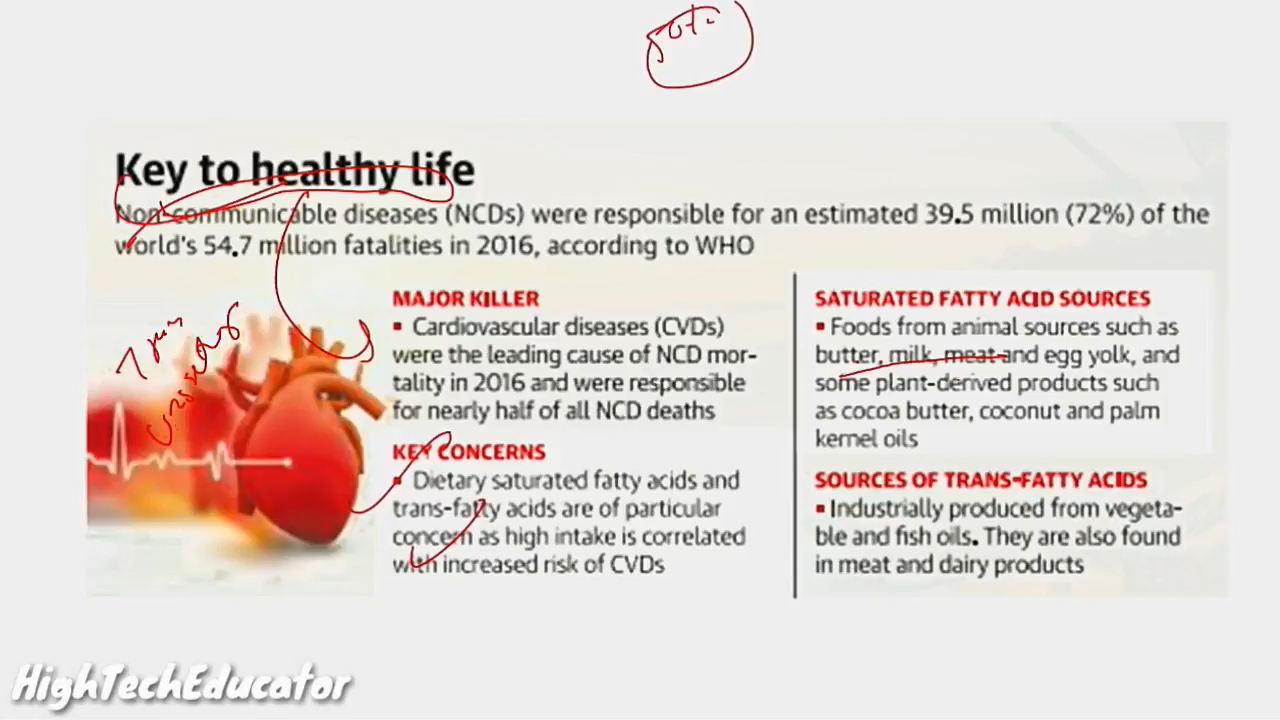 Key to healthy life
Non-communicable diseases (NCDs) were responsible for an estimated 39.5 million (72%) of the
world's 54.7 million fatalities in 2016, according to WHO
MAJOR KILLER
▪ Cardiovascular diseases (CVDs)
were the leading cause of NCD mor-
tality in 2016 and were responsible
for nearly half of all NCD deaths
KEY CONCERNS
▪ Dietary saturated fatty acids and
trans-fatty acids are of particular
concern as high intake is correlated
with increased risk of CVDs
SATURATED FATTY ACID SOURCES
▪ Foods from animal sources such as
butter, milk, meat and egg yolk, and
some plant-derived products such
as cocoa butter, coconut and palm
kernel oils
SOURCES OF TRANS-FATTY ACIDS
▪ Industrially produced from vegeta-
ble and fish oils. They are also found
in meat and dairy products
HighTechEducator